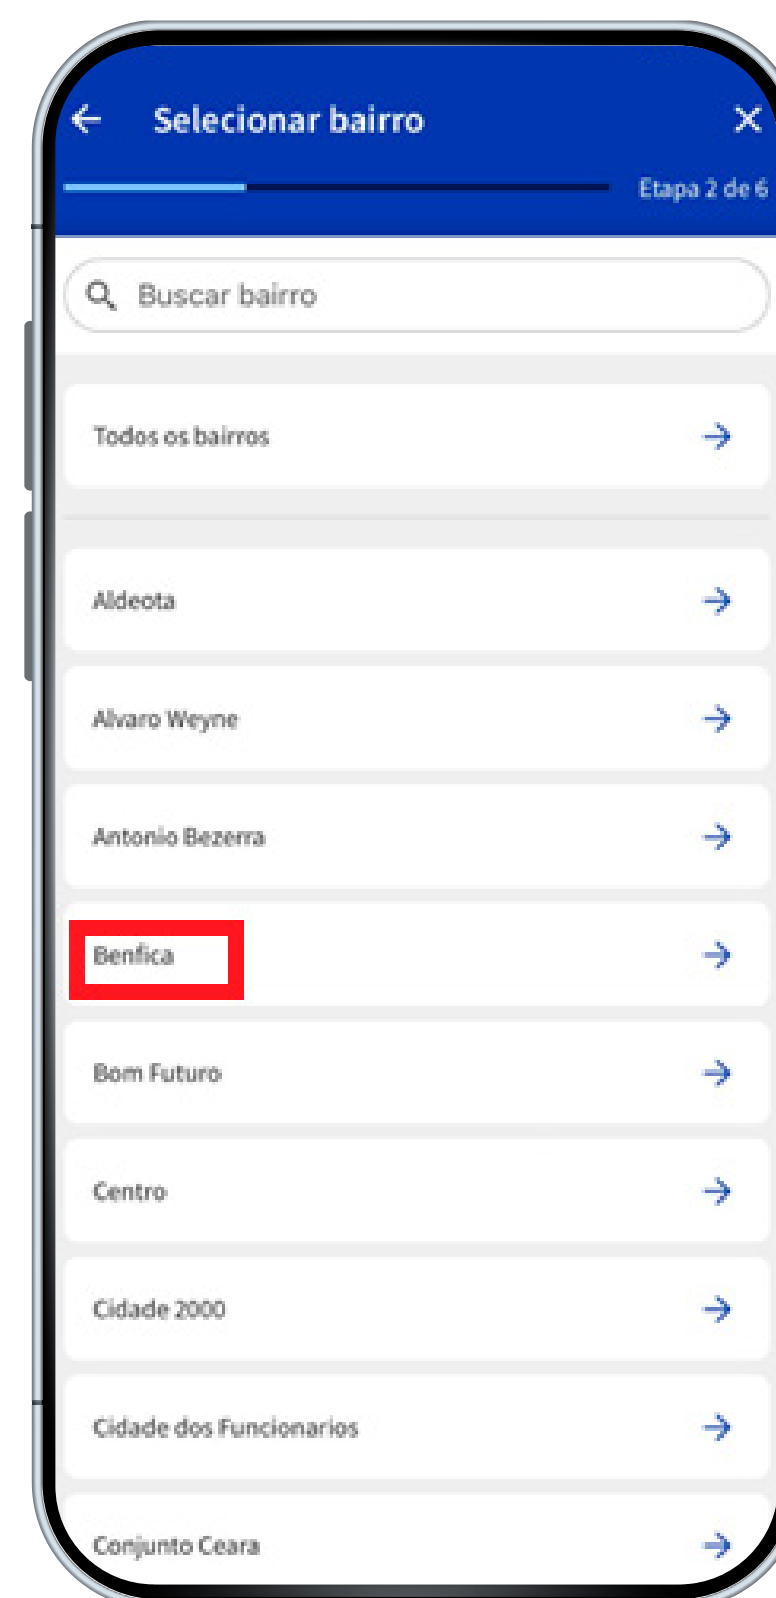 Selecionar bairro
Etapa 2 de 6
Buscar bairro
Todos os bairros
Aldeota
Alvaro Weyne
Antonio Bezerra
Benfica
Bom Futuro
Centro
Cidade 2000
Cidade dos Funcionarios
Conjunto Ceara